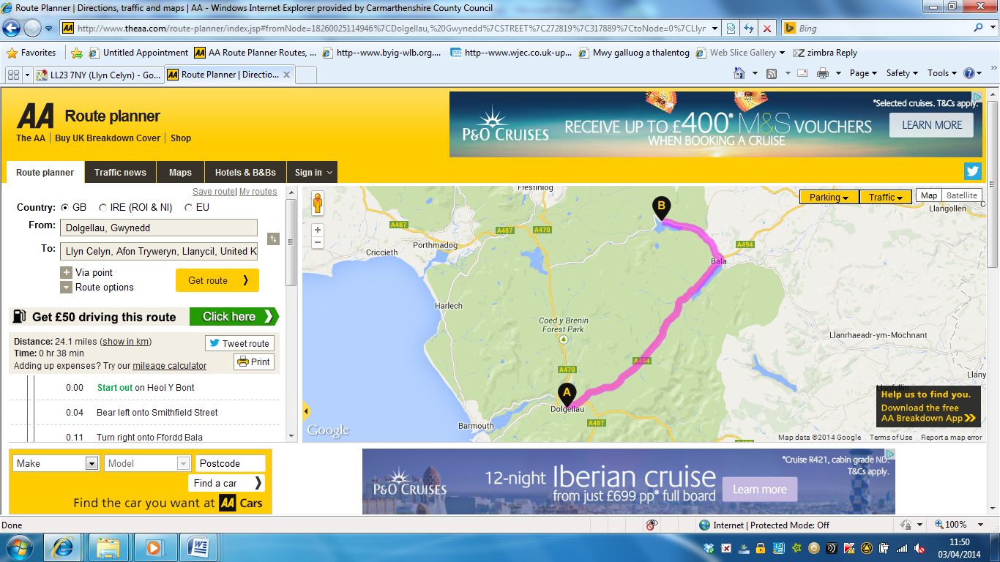 Route Planner | Directions, traffic and maps | AA - Windows Internet Explorer provided by Carmarthenshire County Council
http://www.theaa.com/route-planner/index.jsp#fromNode=18269025114946%7CDolgellau,%20Gwynedd%7CSTREET%7C272819%7C317889%7CtoNode=0%7CLlyn
Bing
Favorites Untitled Appointment AA Route Planner Routes, ... http--www.byig-wlb.org.... http--www.wjec.co.uk-up... Mwy galluog a thalentog Web Slice Gallery zimbra Reply
LL23 7NY (Llyn Celyn) - Go... AA Route Planner | Directio... Page Safety Tools
AA Route planner
The AA | Buy UK Breakdown Cover | Shop
*Selected cruises. T&Cs apply.
P&O CRUISES
RECEIVE UP TO £400* M&S VOUCHERS
WHEN BOOKING A CRUISE
LEARN MORE
Route planner Traffic news Maps Hotels & B&Bs Sign in
Save route| My routes
Country: GB IRE (ROI & NI) EU
From: Dolgellau, Gwynedd
To: Llyn Celyn, Afon Tryweryn, Llanycil, United K
Via point
Route options
Get route
Get £50 driving this route Click here
Distance: 24.1 miles (show in km)
Time: 0 hr 38 min
Adding up expenses? Try our mileage calculator
Tweet route
Print
0.00 Start out on Heol Y Bont
0.04 Bear left onto Smithfield Street
0.11 Turn right onto Ffordd Bala
Parking Traffic Map Satellite
Ffestiniog
Llangollen
B
A487
A487
A470
A494
Porthmadog
Criccieth
Bala
Harlech
Coed y Brenin
Forest Park
Llanrhaeadr-ym-Mochnant
A494
A470
Llany
Llanfyllin
A
Dolgellau
A487
Barmouth
Help us to find you.
Download the free
AA Breakdown App
Google
Map data ©2014 Google Terms of Use Report a map error
Make Model Postcode
Find a car
Find the car you want at AA Cars
P&O CRUISES
12-night Iberian cruise
from just £699 pp* full board
Learn more
*Cruise R421, cabin grade ND.
T&Cs apply.
Done Internet | Protected Mode: Off 100%
11:50
03/04/2014